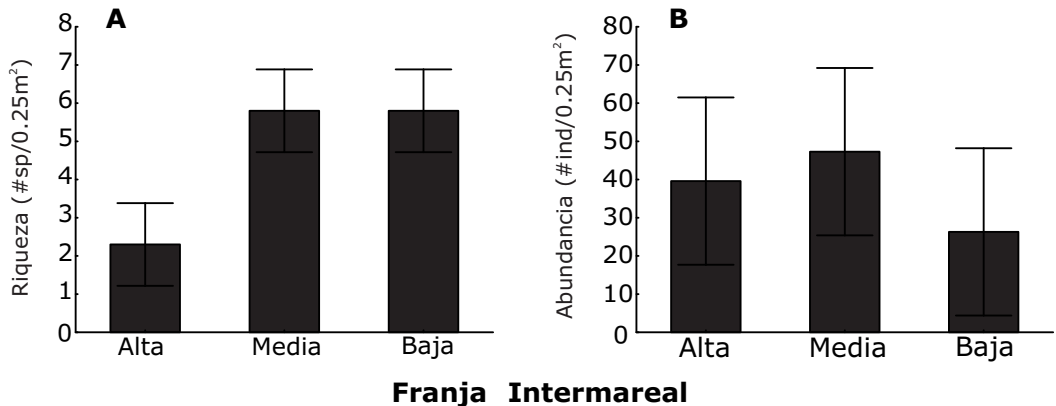 A
Riqueza (#sp/0.25m²)
8
7
6
5
4
3
2
1
0
Alta Media Baja
B
Abundancia (#ind/0.25m²)
80
70
60
50
40
30
20
10
0
Alta Media Baja
Franja Intermareal